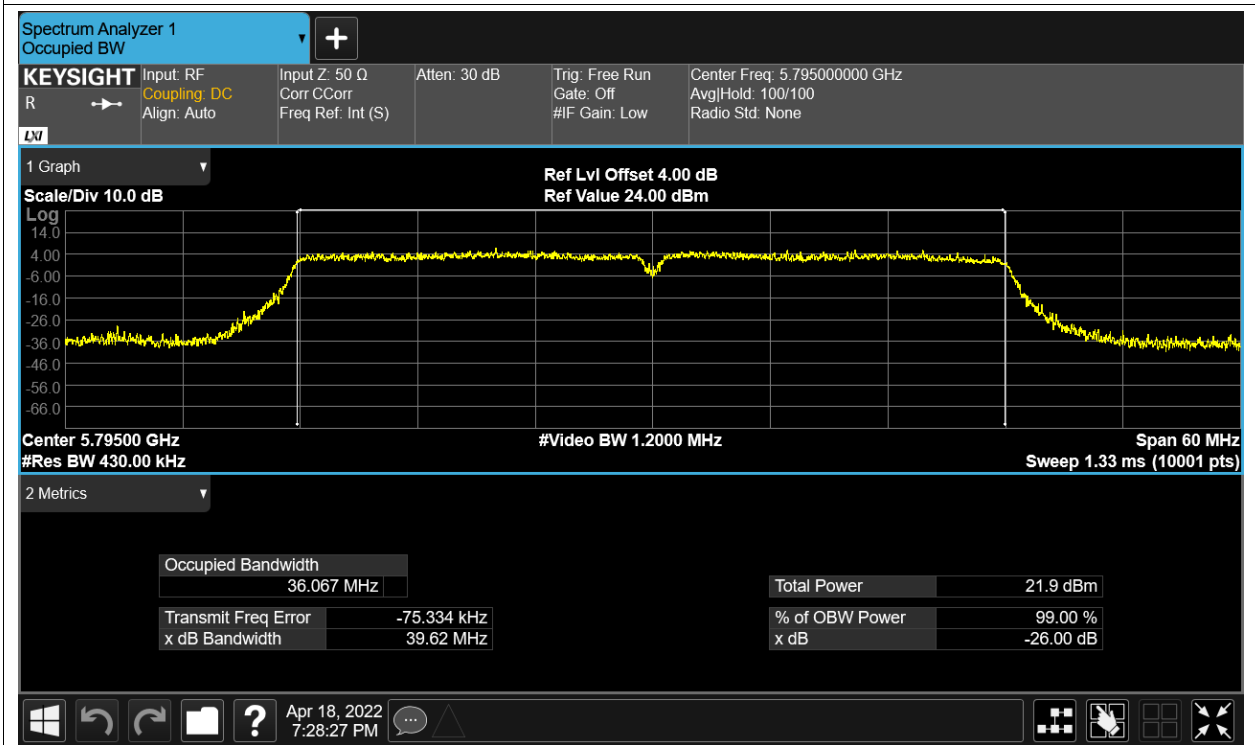 Spectrum Analyzer 1
Occupied BW
KEYSIGHT
R
LXI
Input: RF
Coupling: DC
Align: Auto
Input Z: 50 Ω
Corr CCorr
Freq Ref: Int (S)
Atten: 30 dB
Trig: Free Run
Gate: Off
#IF Gain: Low
Center Freq: 5.795000000 GHz
Avg|Hold: 100/100
Radio Std: None
1 Graph
Scale/Div 10.0 dB
Ref Lvl Offset 4.00 dB
Ref Value 24.00 dBm
Log
14.0
4.00
-6.00
-16.0
-26.0
-36.0
-46.0
-56.0
-66.0
Center 5.79500 GHz
#Video BW 1.2000 MHz
Span 60 MHz
#Res BW 430.00 kHz
Sweep 1.33 ms (10001 pts)
2 Metrics
Occupied Bandwidth
36.067 MHz
Total Power 21.9 dBm
Transmit Freq Error -75.334 kHz
% of OBW Power 99.00 %
x dB Bandwidth 39.62 MHz
x dB -26.00 dB
?
Apr 18, 2022
7:28:27 PM